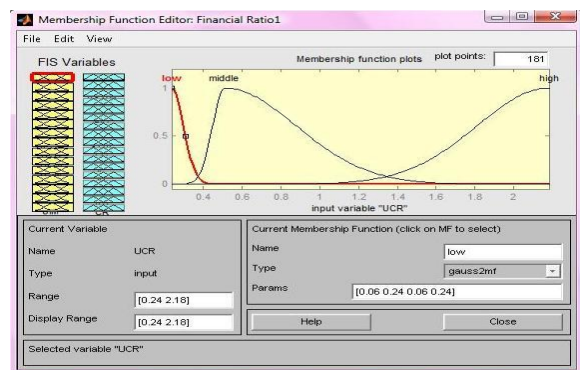 Membership Function Editor: Financial Ratio1
File Edit View
FIS Variables
Membership function plots
plot points:
181
low
middle
high
1
0.5
0
0.4 0.6 0.8 1 1.2 1.4 1.6 1.8 2
input variable "UCR"
CR
Current Variable
Name UCR
Type input
Range [0.24 2.18]
Display Range [0.24 2.18]
Current Membership Function (click on MF to select)
Name low
Type gauss2mf
Params [0.06 0.24 0.06 0.24]
Help Close
Selected variable "UCR"